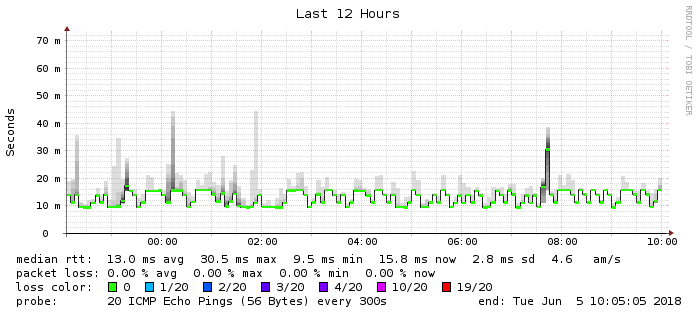 Last 12 Hours
RRDTOOL / TOBI OETIKER
Seconds
70 m
60 m
50 m
40 m
30 m
20 m
10 m
0
00:00 02:00 04:00 06:00 08:00 10:00
median rtt: 13.0 ms avg 30.5 ms max 9.5 ms min 15.8 ms now 2.8 ms sd 4.6 am/s
packet loss: 0.00 % avg 0.00 % max 0.00 % min 0.00 % now
loss color: 0 1/20 2/20 3/20 4/20 10/20 19/20
probe: 20 ICMP Echo Pings (56 Bytes) every 300s end: Tue Jun 5 10:05:05 2018